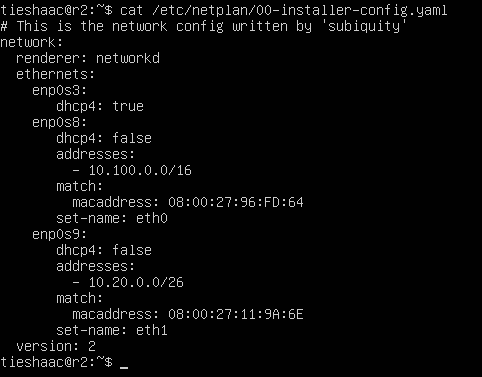 tieshaac@r2:~$ cat /etc/netplan/00-installer-config.yaml
# This is the network config written by 'subiquity'
network:
  renderer: networkd
  ethernets:
    enp0s3:
       dhcp4: true
    enp0s8:
       dhcp4: false
       addresses:
         - 10.100.0.0/16
       match:
         macaddress: 08:00:27:96:FD:64
       set-name: eth0
    enp0s9:
       dhcp4: false
       addresses:
         - 10.20.0.0/26
       match:
         macaddress: 08:00:27:11:9A:6E
       set-name: eth1
  version: 2
tieshaac@r2:~$ _